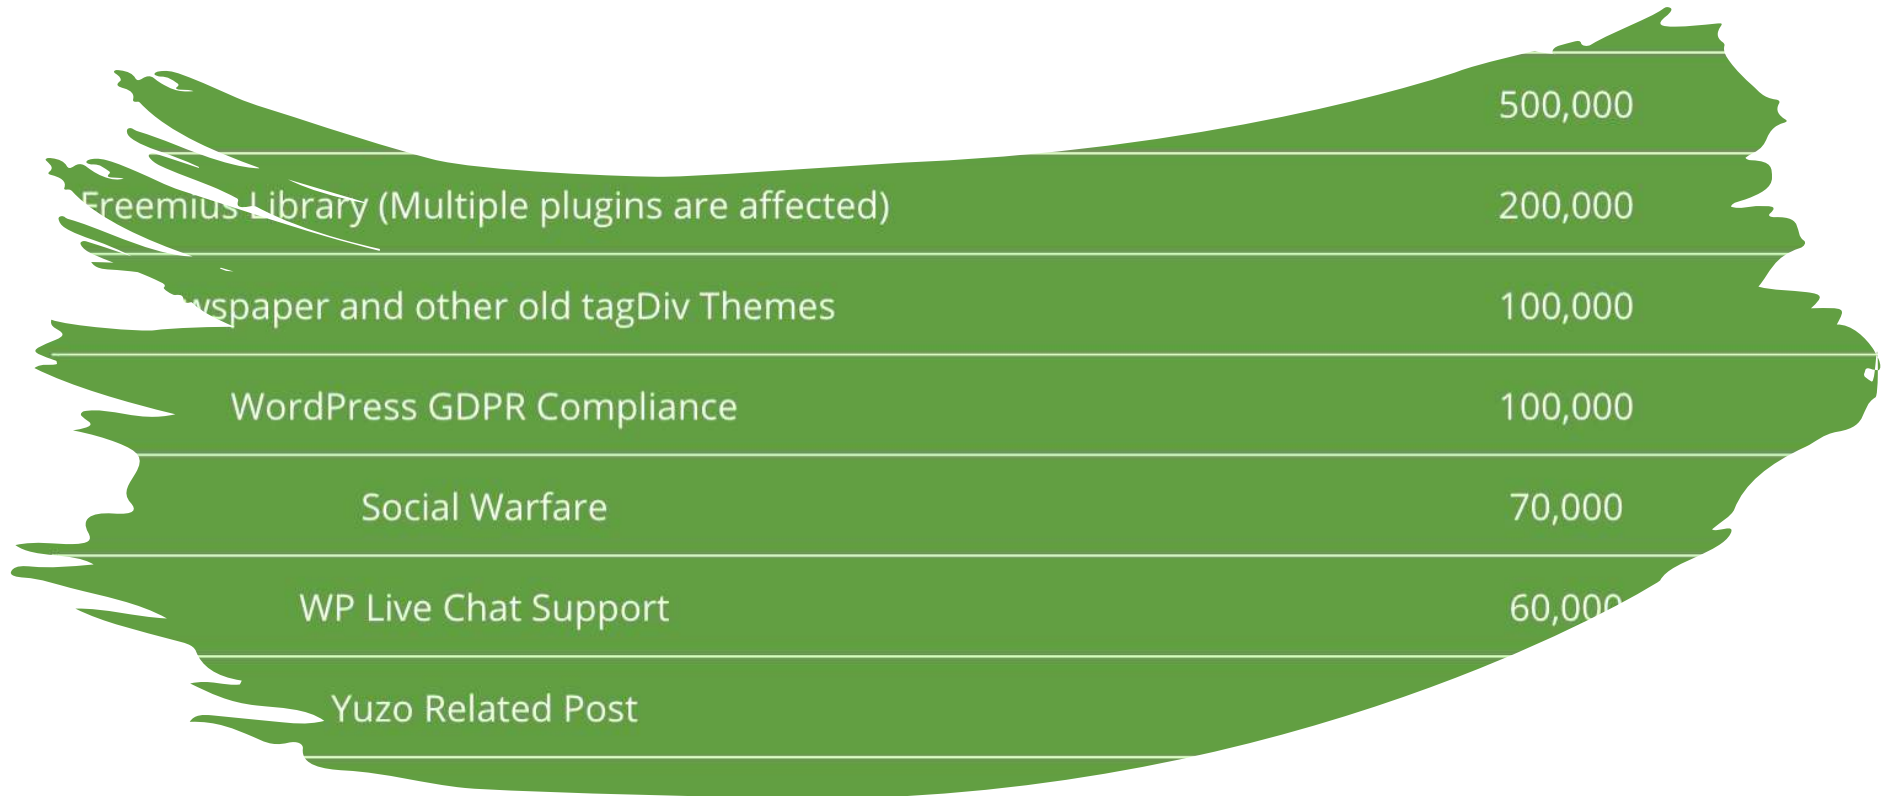 500,000
Freemius Library (Multiple plugins are affected) 200,000
and other old tagDiv Themes 100,000
WordPress GDPR Compliance 100,000
Social Warfare 70,000
WP Live Chat Support 60,000
Yuzo Related Post